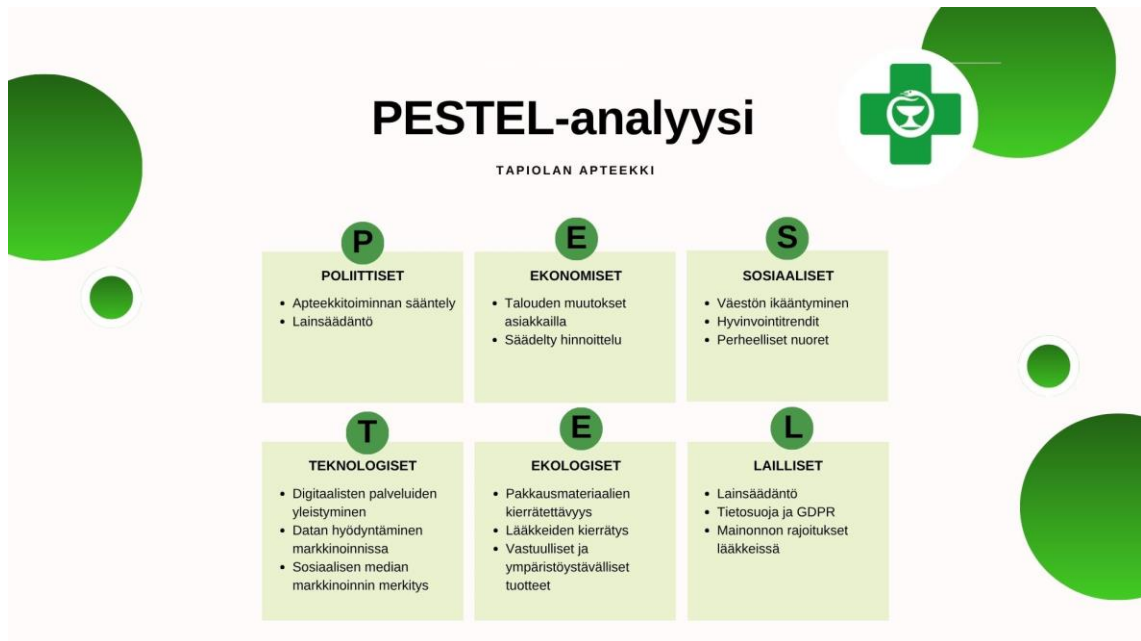 PESTEL-analyysi
TAPIOLAN APTEEKKI
P
POLIITTISET
• Apteekkitoiminnan sääntely
• Lainsäädäntö
E
EKONOMISET
• Talouden muutokset
asiakkailla
• Säädelty hinnoittelu
S
SOSIAALISET
• Väestön ikääntyminen
• Hyvinvointitrendit
• Perheelliset nuoret
T
TEKNOLOGISET
• Digitaalisten palveluiden
yleistyminen
• Datan hyödyntäminen
markkinoinnissa
• Sosiaalisen median
markkinoinnin merkitys
E
EKOLOGISET
• Pakkausmateriaalien
kierrätettävyys
• Lääkkeiden kierrätys
• Vastuulliset ja
ympäristöystävälliset
tuotteet
L
LAILLISET
• Lainsäädäntö
• Tietosuoja ja GDPR
• Mainonnon rajoitukset
lääkkeissä